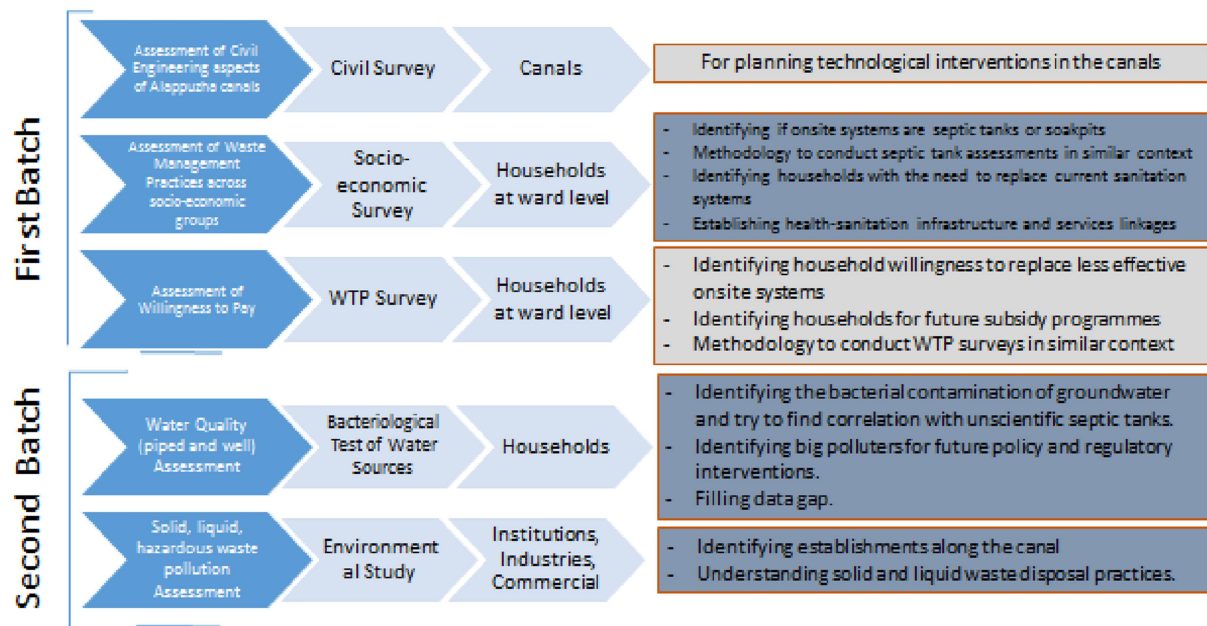 First Batch
Assessment of Civil
Engineering aspects
of Alappuzha canals
Civil Survey
Canals
For planning technological interventions in the canals
Assessment of Waste
Management
Practices across
socio-economic
groups
Socio-
economic
Survey
Households
at ward level
- Identifying if onsite systems are septic tanks or soakpits
- Methodology to conduct septic tank assessments in similar context
- Identifying households with the need to replace current sanitation
systems
- Establishing health-sanitation infrastructure and services linkages
Assessment of
Willingness to Pay
WTP Survey
Households
at ward level
- Identifying household willingness to replace less effective
onsite systems
- Identifying households for future subsidy programmes
- Methodology to conduct WTP surveys in similar context
Second Batch
Water Quality
(piped and well)
Assessment
Bacteriological
Test of Water
Sources
Households
- Identifying the bacterial contamination of groundwater
and try to find correlation with unscientific septic tanks.
- Identifying big polluters for future policy and regulatory
interventions.
- Filling data gap.
Solid, liquid,
hazardous waste
pollution
Assessment
Environment
al Study
Institutions,
Industries,
Commercial
- Identifying establishments along the canal
- Understanding solid and liquid waste disposal practices.